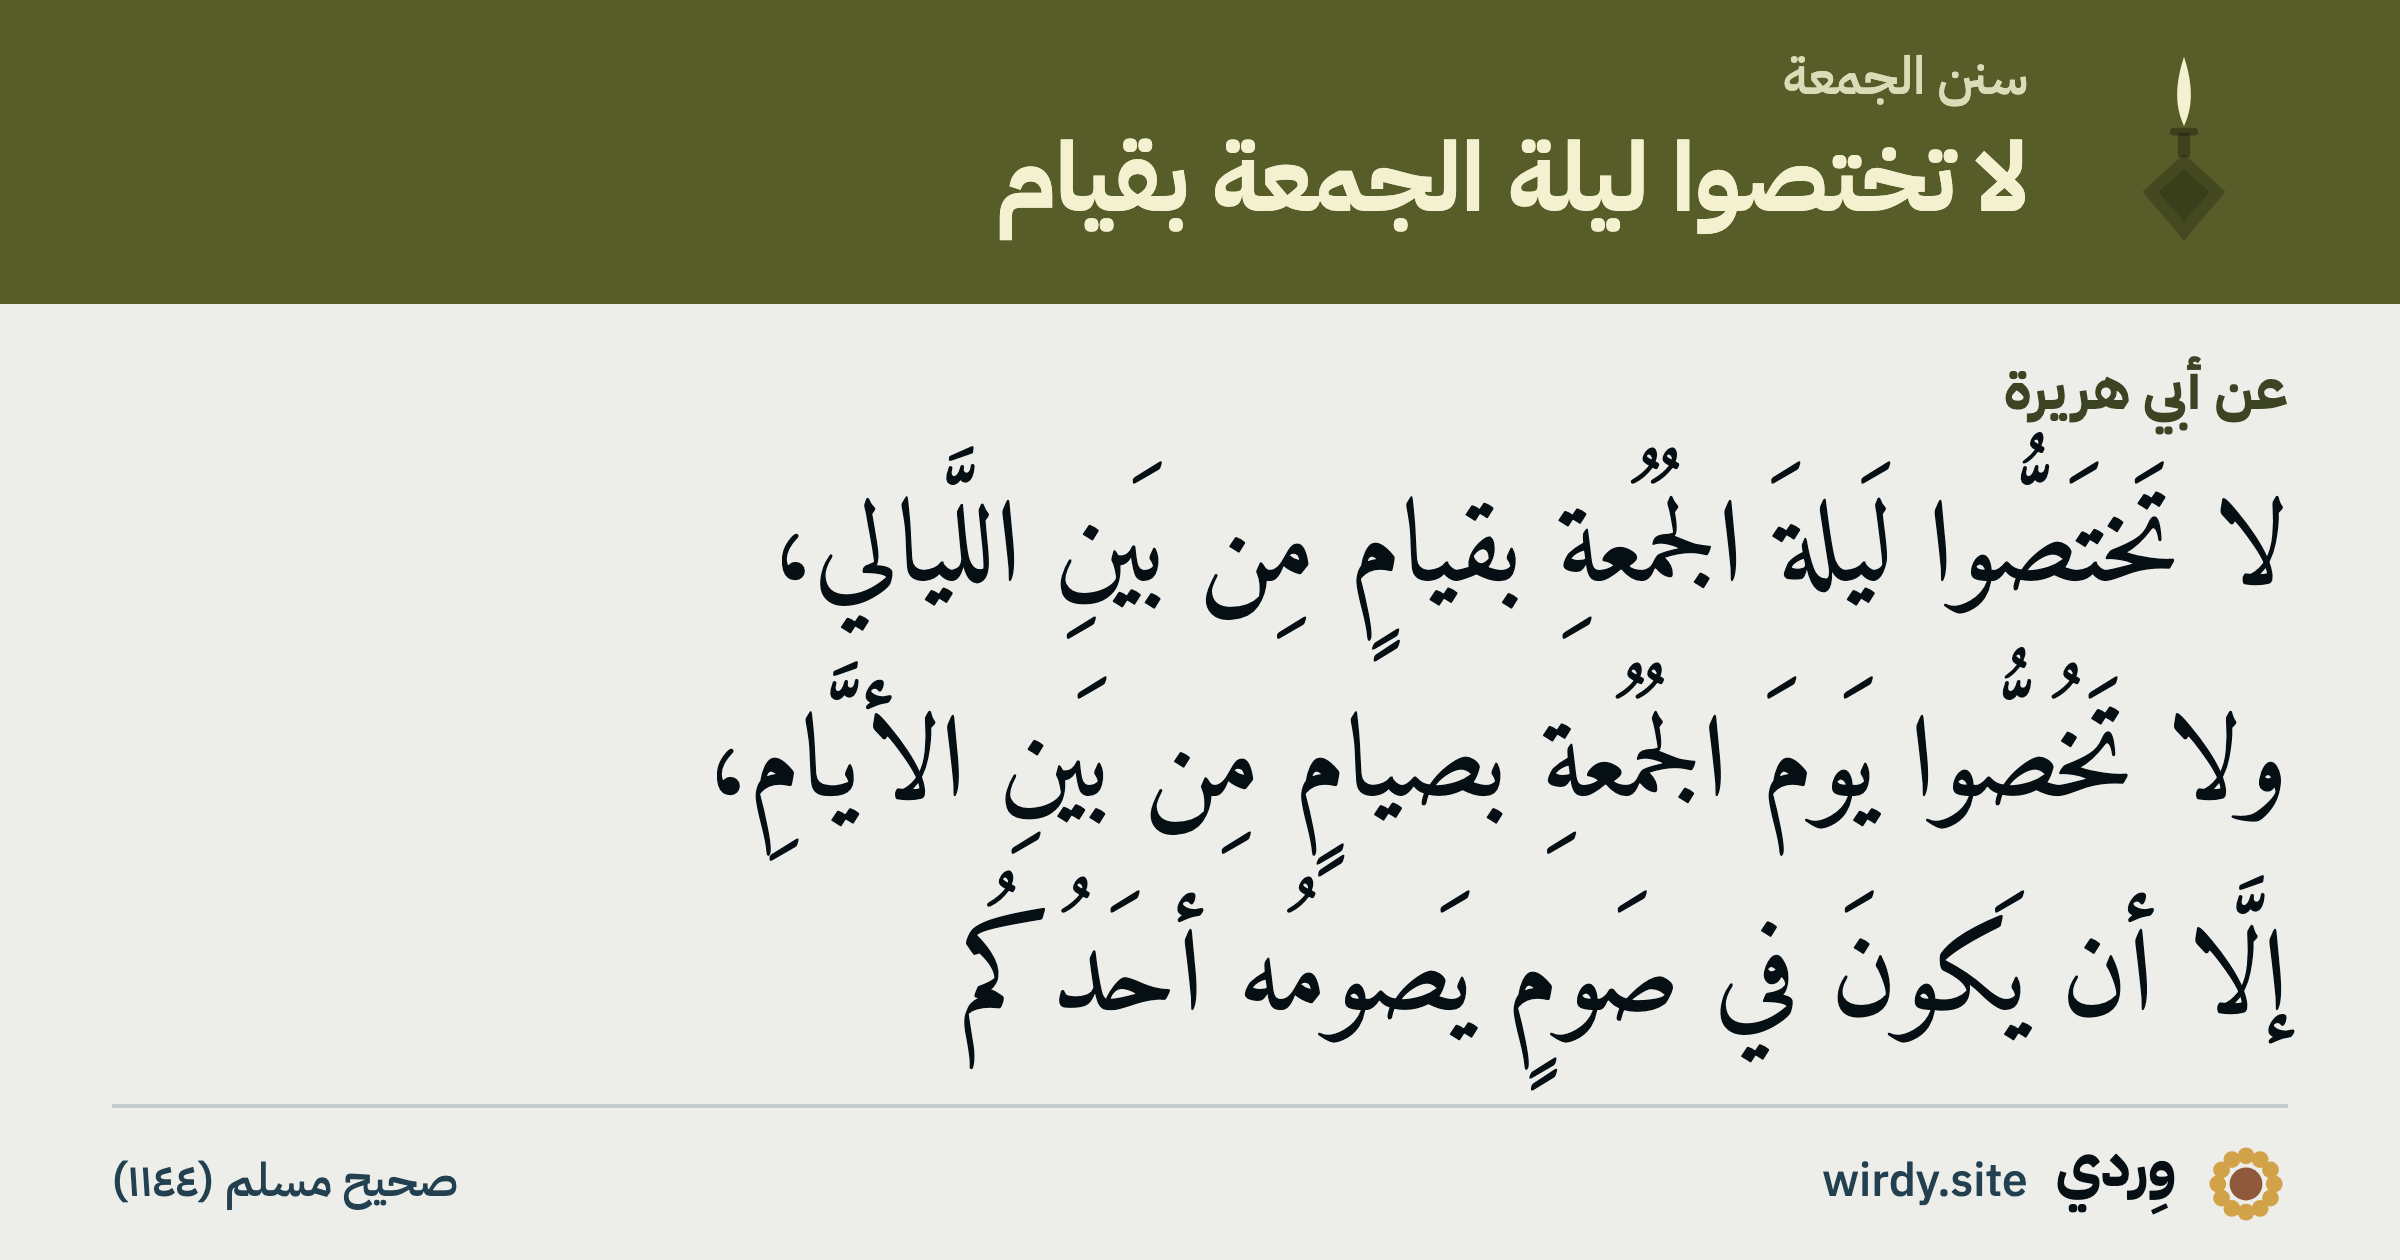 سنن الجمعة
لا تختصوا ليلة الجمعة بقيام
عن أبي هريرة
لا تَختَصُّوا لَيلةَ الجُمُعةِ بقيامٍ مِن بَينِ اللَّيالي،
ولا تَخُصُّوا يَومَ الجُمُعةِ بصيامٍ مِن بَينِ الأيَّامِ،
إلَّا أن يَكونَ في صَومٍ يَصومُه أحَدُكُم
وِردي wirdy.site
صحيح مسلم (١١٤٤)